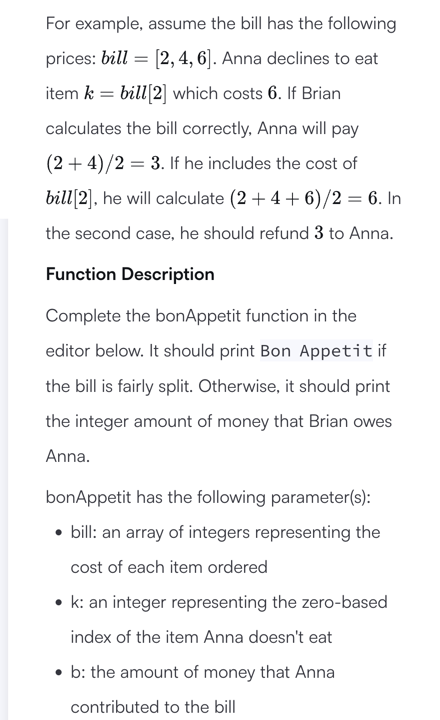 For example, assume the bill has the following
prices: bill = [2, 4, 6]. Anna declines to eat
item k = bill[2] which costs 6. If Brian
calculates the bill correctly, Anna will pay
(2 + 4)/2 = 3. If he includes the cost of
bill[2], he will calculate (2 + 4 + 6)/2 = 6. In
the second case, he should refund 3 to Anna.
Function Description
Complete the bonAppetit function in the
editor below. It should print Bon Appetit if
the bill is fairly split. Otherwise, it should print
the integer amount of money that Brian owes
Anna.
bonAppetit has the following parameter(s):
• bill: an array of integers representing the
cost of each item ordered
• k: an integer representing the zero-based
index of the item Anna doesn't eat
• b: the amount of money that Anna
contributed to the bill